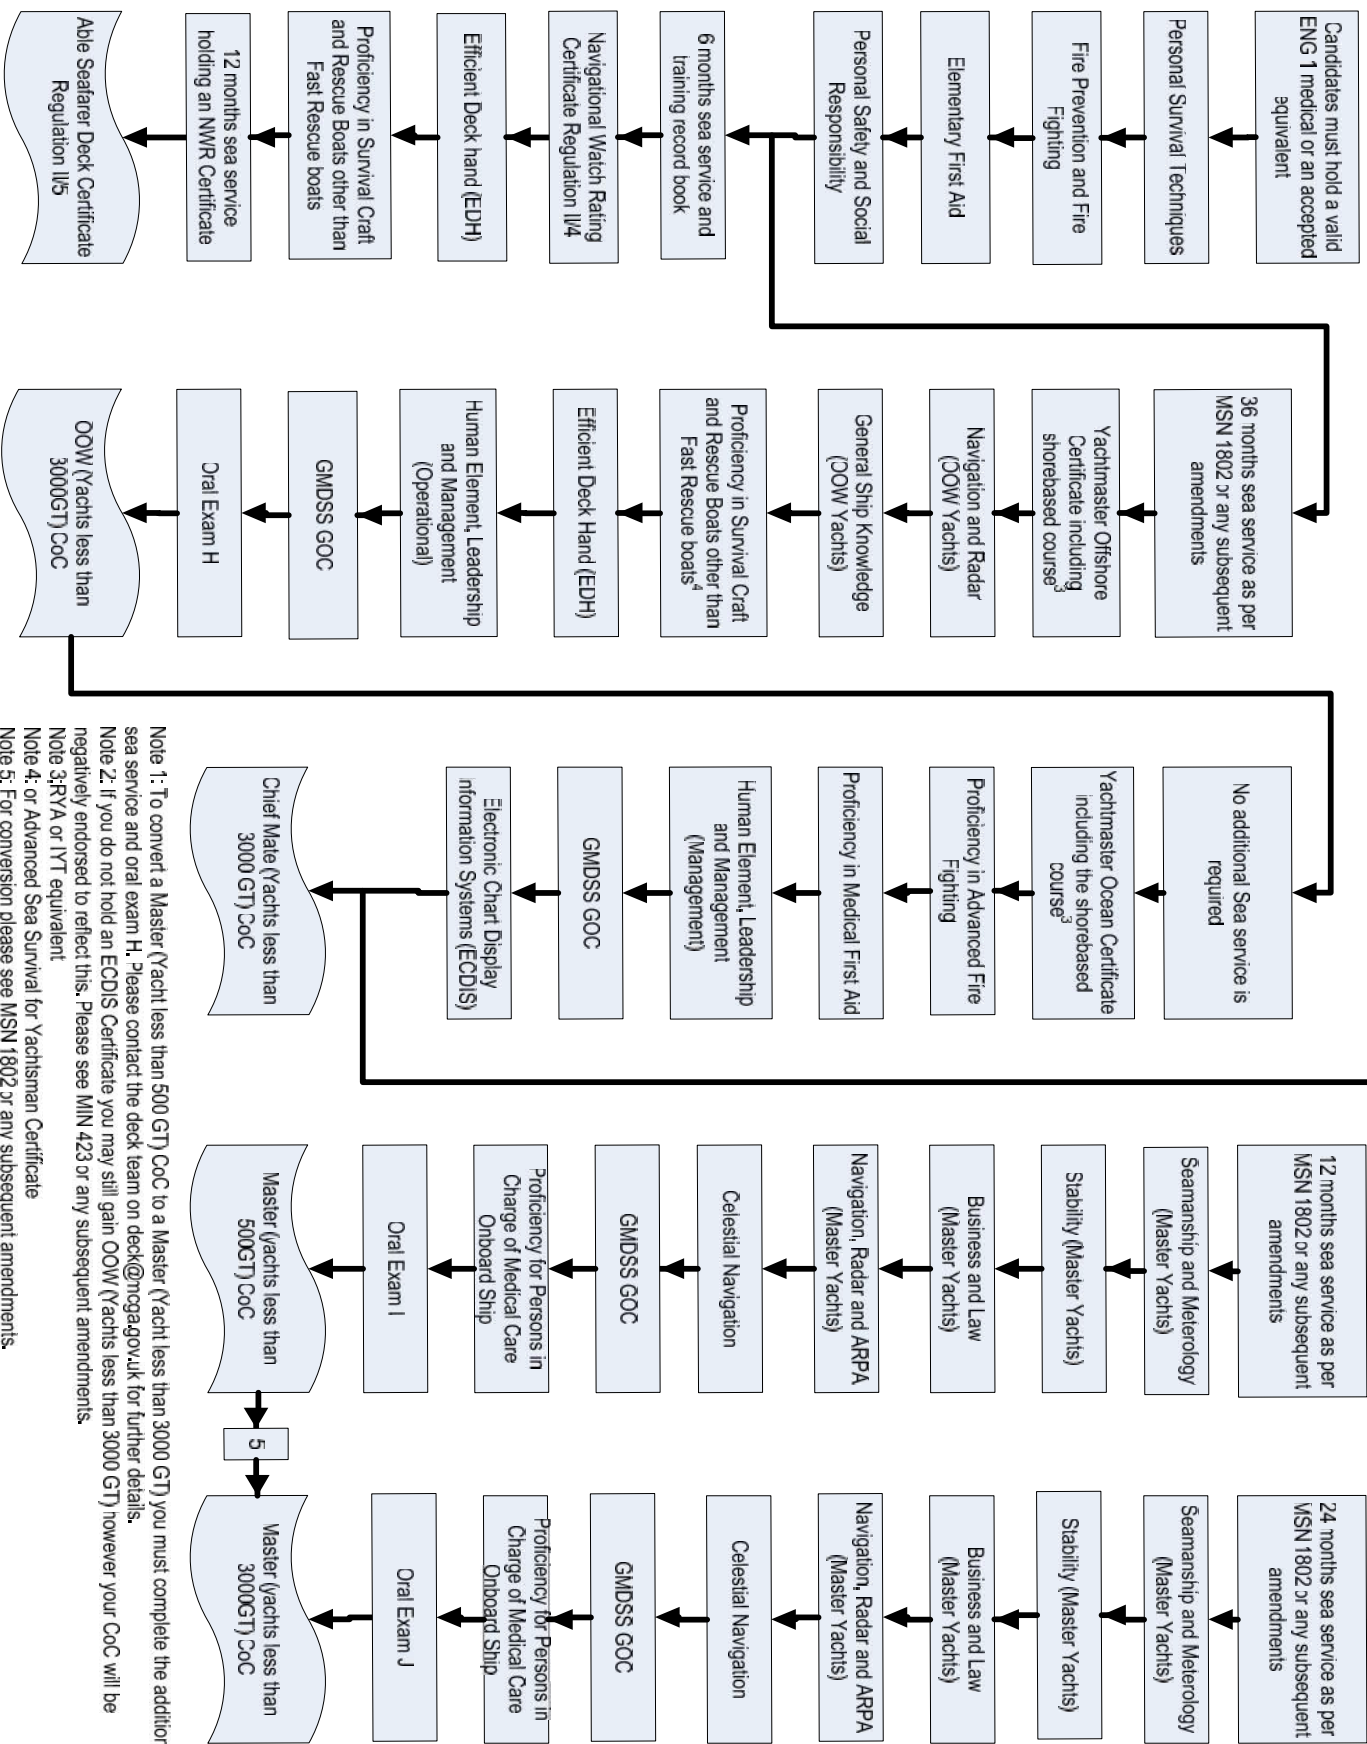 Candidates must hold a valid
ENG 1 medical or an accepted
equivalent
Personal Survival Techniques
Fire Prevention and Fire
Fighting
Elementary First Aid
Personal Safety and Social
Responsibility
6 months sea service and
training record book
Navigational Watch Rating
Certificate Regulation II/4
Efficient Deck hand (EDH)
Proficiency in Survival Craft
and Rescue Boats other than
Fast Rescue boats
12 months sea service
holding an NWR Certificate
Able Seafarer Deck Certificate
Regulation II/5
36 months sea service as per
MSN 1802 or any subsequent
amendments
Yachtmaster Offshore
Certificate including
shorebased course3
Navigation and Radar
(OOW Yachts)
General Ship Knowledge
(OOW Yachts)
Proficiency in Survival Craft
and Rescue Boats other than
Fast Rescue boats4
Efficient Deck Hand (EDH)
Human Element, Leadership
and Management
(Operational)
GMDSS GOC
Oral Exam H
OOW (Yachts less than
3000GT) CoC
No additional Sea service is
required
Yachtmaster Ocean Certificate
including the shorebased
course3
Proficiency in Advanced Fire
Fighting
Proficiency in Medical First Aid
Human Element, Leadership
and Management
(Management)
GMDSS GOC
Electronic Chart Display
Information Systems (ECDIS)
Chief Mate (Yachts less than
3000 GT) CoC
12 months sea service as per
MSN 1802 or any subsequent
amendments
Seamanship and Meterology
(Master Yachts)
Stability (Master Yachts)
Business and Law
(Master Yachts)
Navigation, Radar and ARPA
(Master Yachts)
Celestial Navigation
GMDSS GOC
Proficiency for Persons in
Charge of Medical Care
Onboard Ship
Oral Exam I
Master (yachts less than
500GT) CoC
5
24 months sea service as per
MSN 1802 or any subsequent
amendments
Seamanship and Meterology
(Master Yachts)
Stability (Master Yachts)
Business and Law
(Master Yachts)
Navigation, Radar and ARPA
(Master Yachts)
Celestial Navigation
GMDSS GOC
Proficiency for Persons in
Charge of Medical Care
Onboard Ship
Oral Exam J
Master (yachts less than
3000GT) CoC
Note 1: To convert a Master (Yacht less than 500 GT) CoC to a Master (Yacht less than 3000 GT) you must complete the addition
sea service and oral exam H. Please contact the deck team on deck@mcga.gov.uk for further details.
Note 2: If you do not hold an ECDIS Certificate you may still gain OOW (Yachts less than 3000 GT) however your CoC will be
negatively endorsed to reflect this. Please see MIN 423 or any subsequent amendments.
Note 3:RYA or IYT equivalent
Note 4: or Advanced Sea Survival for Yachtsman Certificate
Note 5: For conversion please see MSN 1802 or any subsequent amendments.